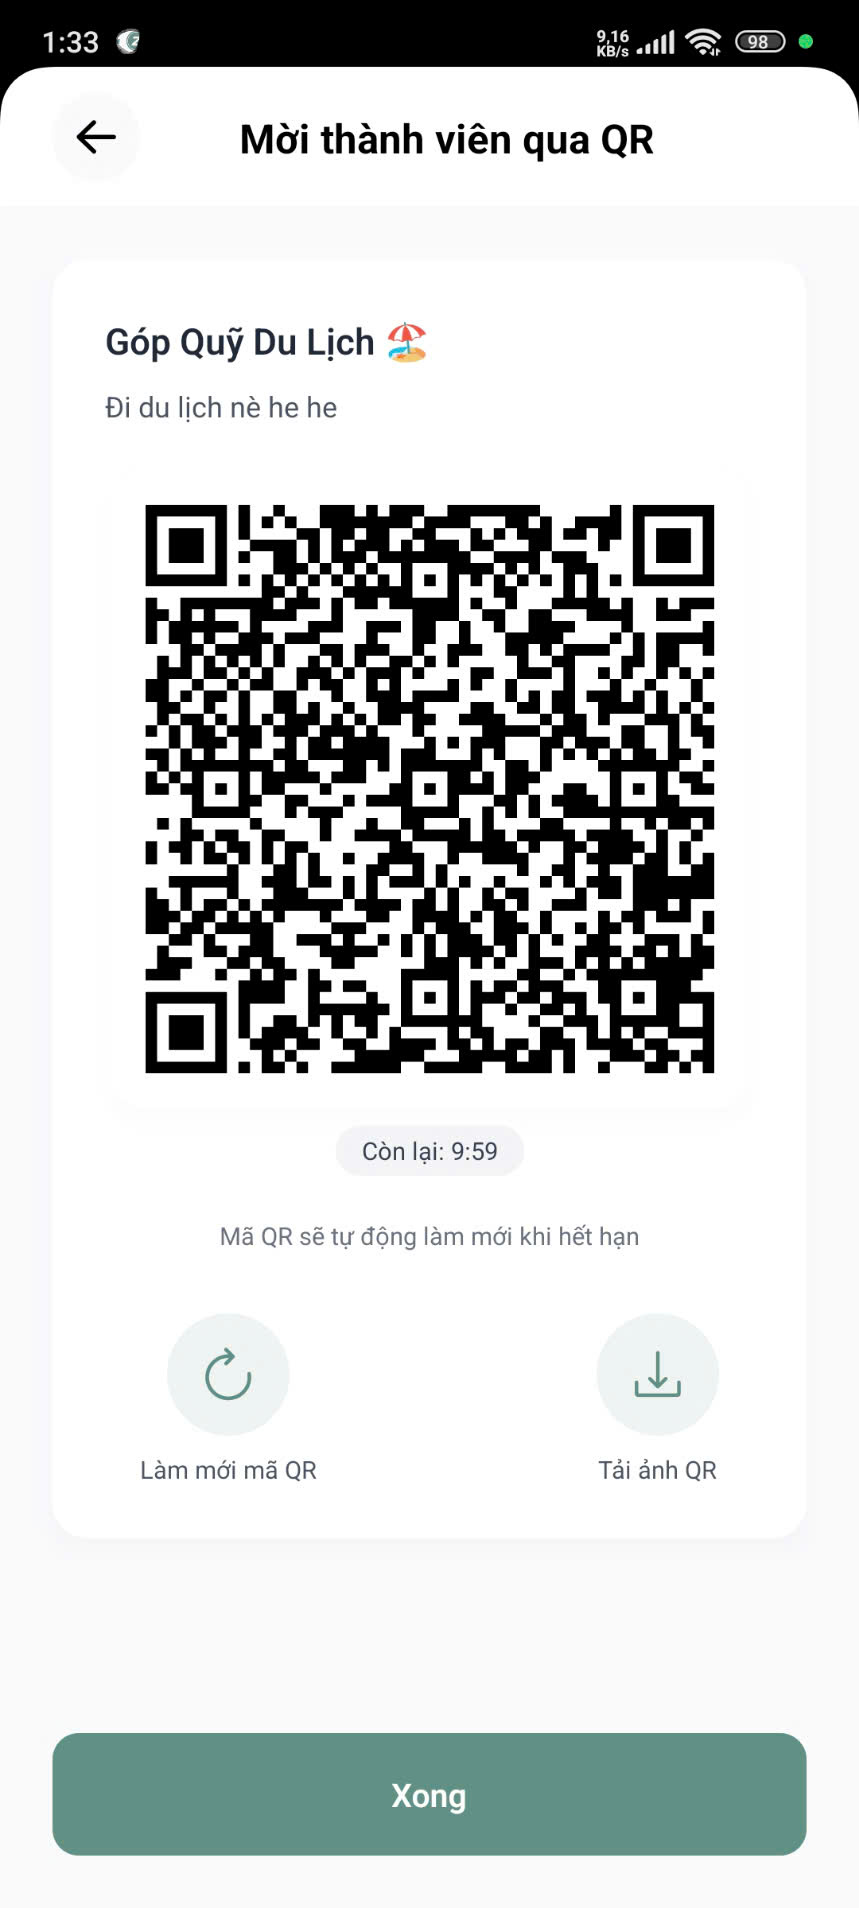 1:33
9,16
KB/s
98
Mời thành viên qua QR
Góp Quỹ Du Lịch 🏖️
Đi du lịch nè he he
Còn lại: 9:59
Mã QR sẽ tự động làm mới khi hết hạn
Làm mới mã QR
Tải ảnh QR
Xong